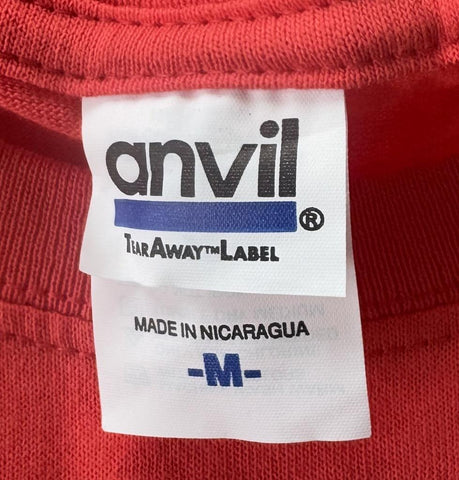 anvil
®
TEARAWAY™LABEL
MADE IN NICARAGUA
-M-